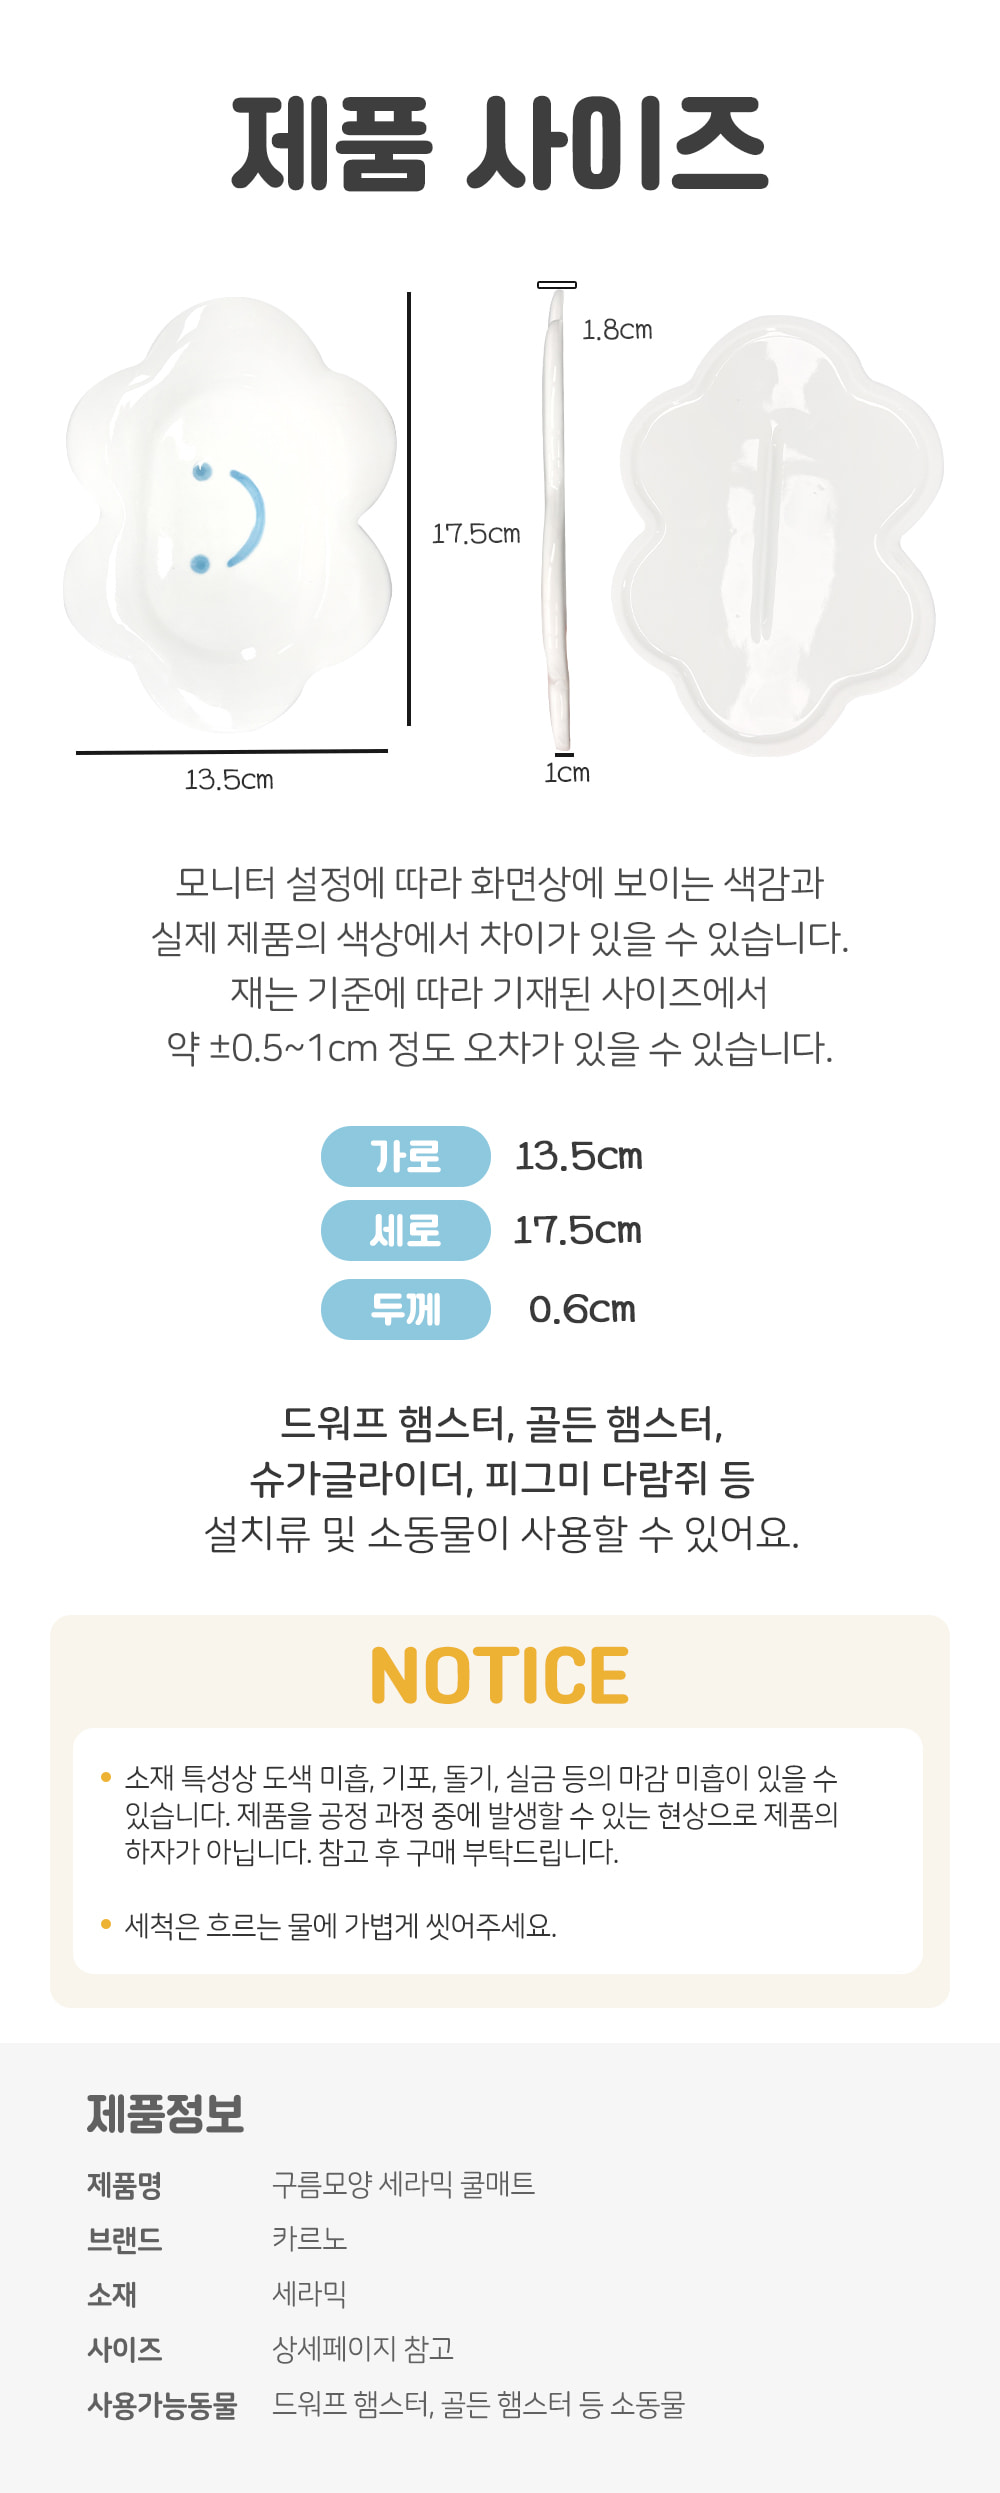 제품 사이즈
1.8cm
17.5cm
13.5cm
1cm
모니터 설정에 따라 화면상에 보이는 색감과
실제 제품의 색상에서 차이가 있을 수 있습니다.
재는 기준에 따라 기재된 사이즈에서
약 ±0.5~1cm 정도 오차가 있을 수 있습니다.
가로 13.5cm
세로 17.5cm
두께 0.6cm
드워프 햄스터, 골든 햄스터,
슈가글라이더, 피그미 다람쥐 등
설치류 및 소동물이 사용할 수 있어요.
NOTICE
소재 특성상 도색 미흡, 기포, 돌기, 실금 등의 마감 미흡이 있을 수
있습니다. 제품을 공정 과정 중에 발생할 수 있는 현상으로 제품의
하자가 아닙니다. 참고 후 구매 부탁드립니다.
세척은 흐르는 물에 가볍게 씻어주세요.
제품정보
제품명 구름모양 세라믹 쿨매트
브랜드 카르노
소재 세라믹
사이즈 상세페이지 참고
사용가능동물 드워프 햄스터, 골든 햄스터 등 소동물